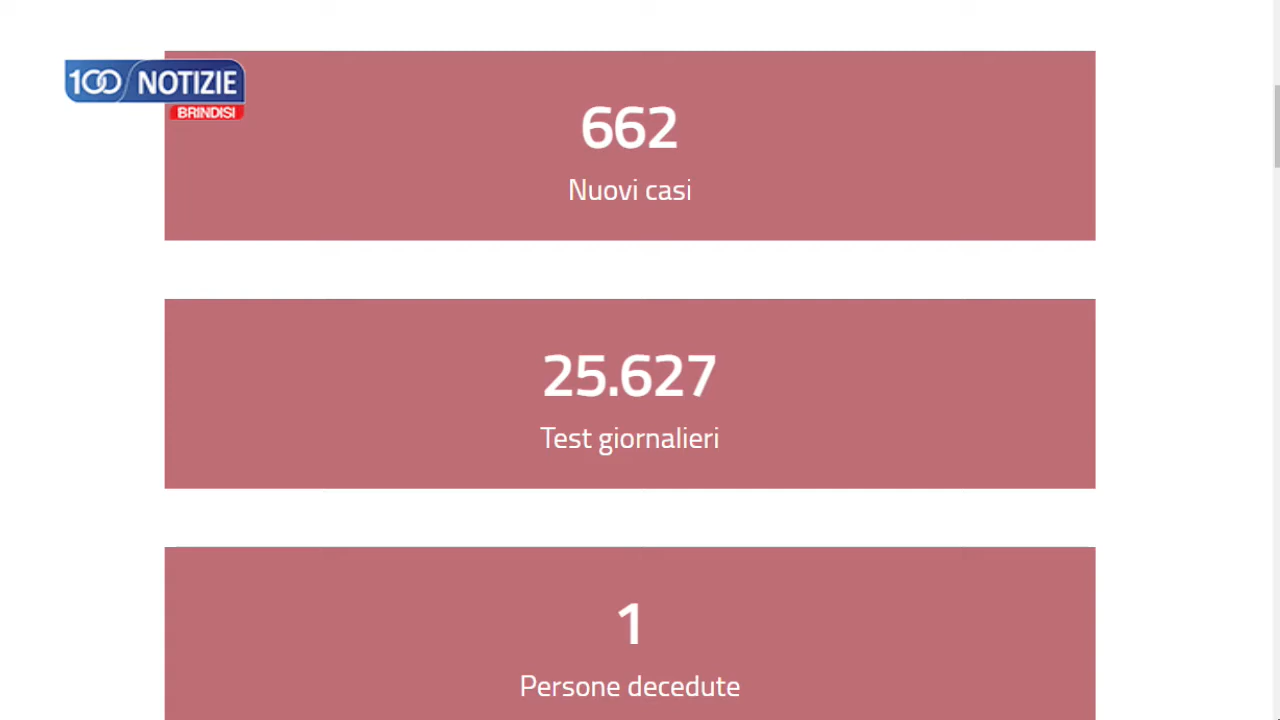 100 NOTIZIE
BRINDISI
662
Nuovi casi
25.627
Test giornalieri
1
Persone decedute